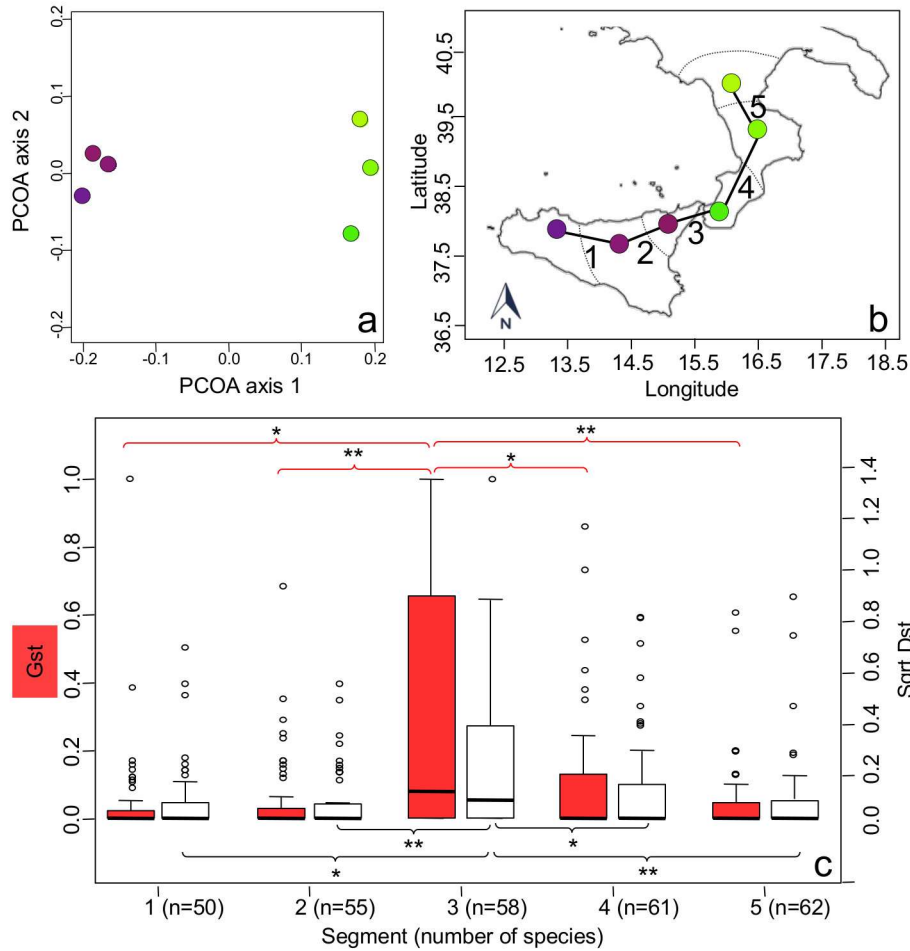 0.2
0.1
0.0
-0.1
-0.2
PCOA axis 2
-0.2 -0.1 0.0 0.1 0.2
PCOA axis 1
a
40.5
39.5
38.5
37.5
36.5
Latitude
1 2 3 4 5
N
b
12.5 13.5 14.5 15.5 16.5 17.5 18.5
Longitude
* **
** *
1.0
0.8
0.6
0.4
0.2
0.0
Gst
1.4
1.2
1.0
0.8
0.6
0.4
0.2
0.0
Sqrt Dst
** *
* **
c
1 (n=50) 2 (n=55) 3 (n=58) 4 (n=61) 5 (n=62)
Segment (number of species)